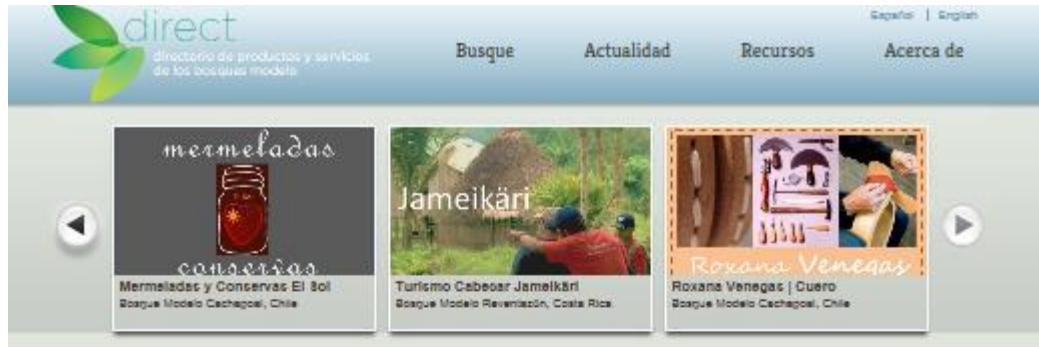 Español | English
direct
directorio de productos y servicios
de los bosques modelo
Busque Actualidad Recursos Acerca de
mermeladas
conservas
Mermeladas y Conservas El Sol
Bosque Modelo Cachapoal, Chile
Jameikäri
Turismo Cabecar Jameikäri
Bosque Modelo Reventazón, Costa Rica
Roxana Venegas
Roxana Venegas | Cuero
Bosque Modelo Cachapoal, Chile